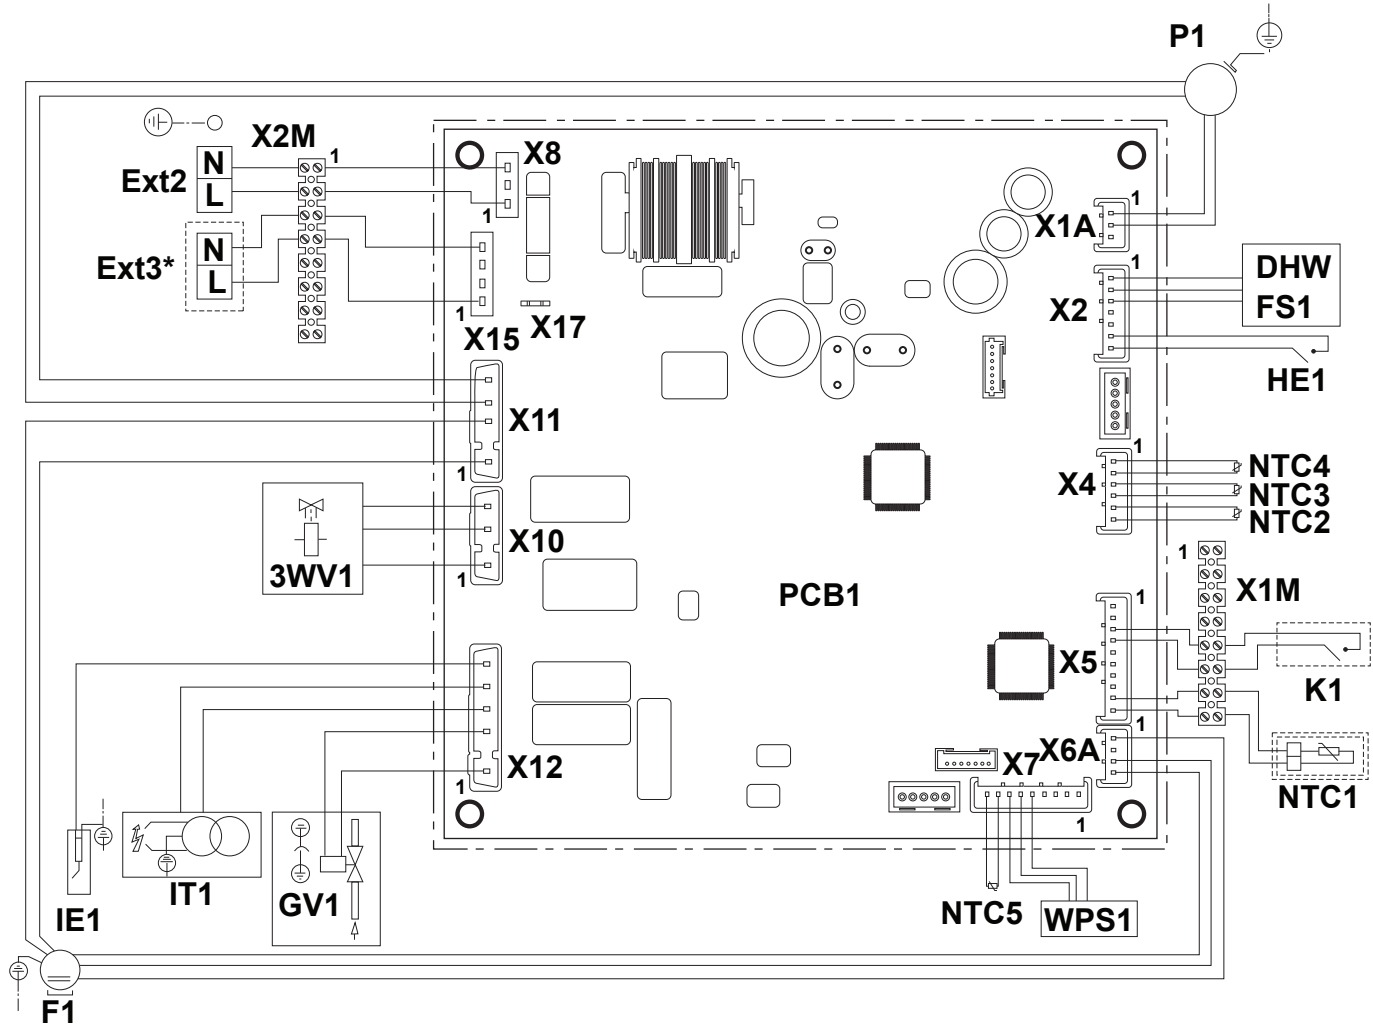 P1
X2M
1
X8
N
Ext2
L
1
X1A
1
N
Ext3*
L
1
DHW
X2
FS1
1
X17
X15
HE1
X11
1
1
X4
NTC4
NTC3
NTC2
X10
3WV1
1
1
PCB1
X1M
1
X5
K1
1
X6A
X7
X12
1
NTC1
1
IT1
GV1
IE1
NTC5
WPS1
F1